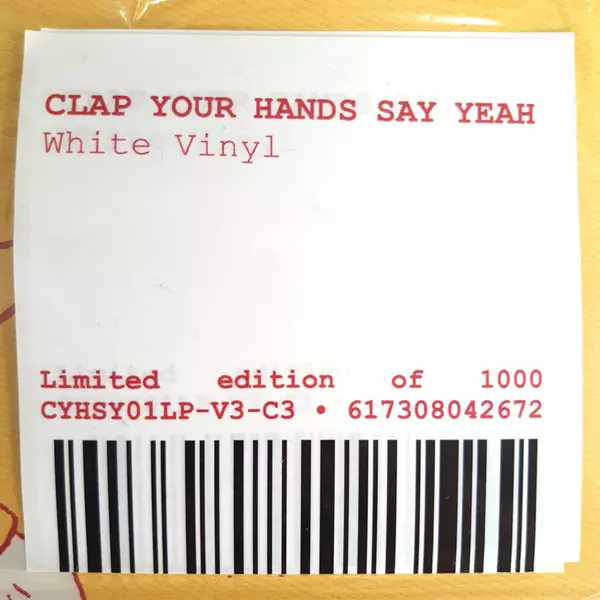 CLAP YOUR HANDS SAY YEAH
White Vinyl
Limited edition of 1000
CYHSY01LP-V3-C3 • 617308042672